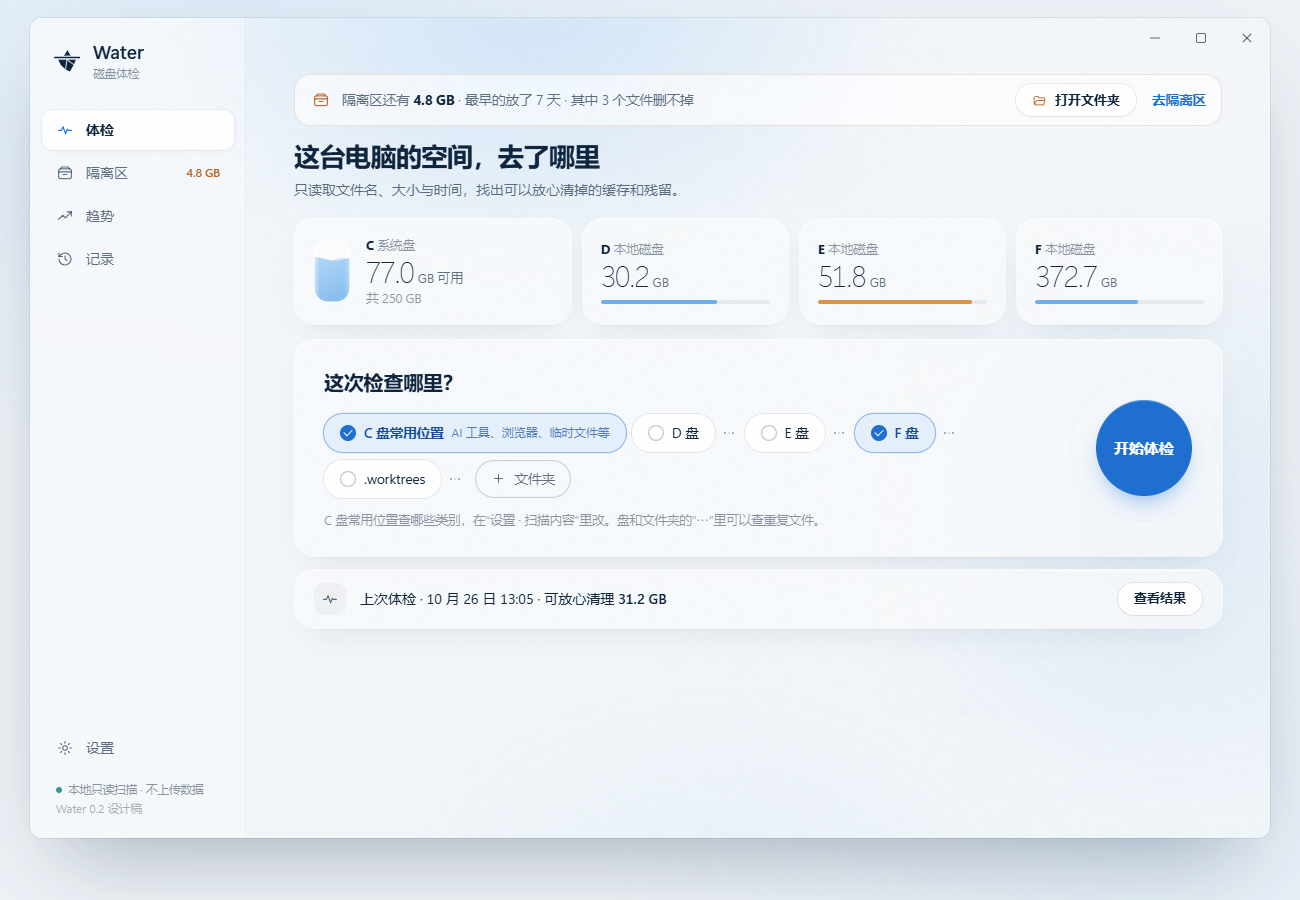 Water
磁盘体检
体检
隔离区 4.8 GB
趋势
记录
设置
本地只读扫描 · 不上传数据
Water 0.2 设计稿
隔离区还有 4.8 GB · 最早的放了 7 天 · 其中 3 个文件删不掉
打开文件夹
去隔离区
这台电脑的空间，去了哪里
只读取文件名、大小与时间，找出可以放心清掉的缓存和残留。
C 系统盘
77.0 GB 可用
共 250 GB
D 本地磁盘
30.2 GB
E 本地磁盘
51.8 GB
F 本地磁盘
372.7 GB
这次检查哪里？
C 盘常用位置 AI 工具、浏览器、临时文件等
D 盘 ···
E 盘 ···
F 盘 ···
.worktrees ···
+ 文件夹
C 盘常用位置查哪些类别，在“设置 · 扫描内容”里改。盘和文件夹的“···”里可以查重复文件。
开始体检
上次体检 · 10 月 26 日 13:05 · 可放心清理 31.2 GB
查看结果